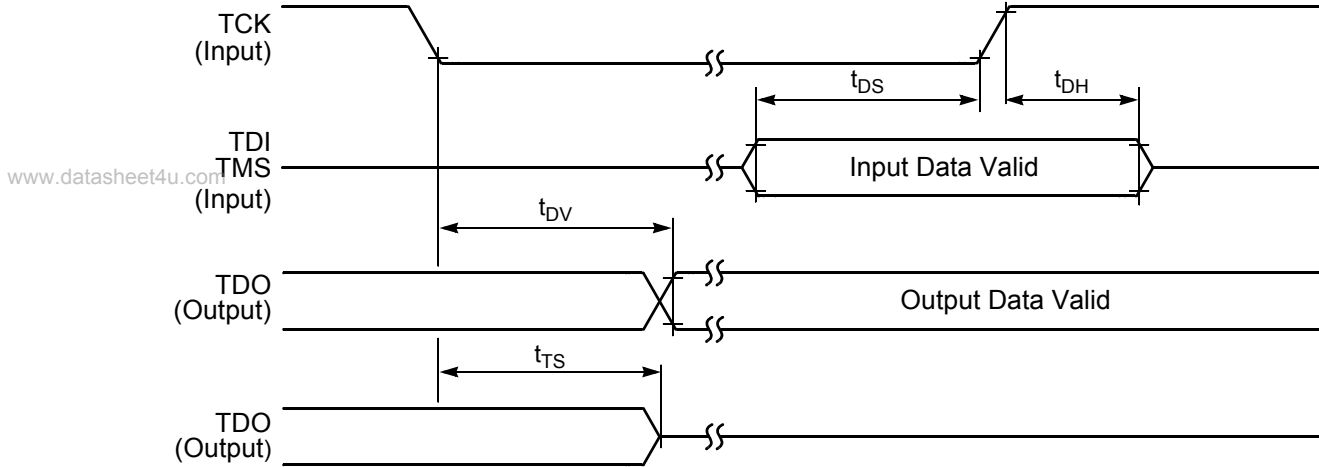 TCK
(Input)
tDS
tDH
TDI
TMS
(Input)
Input Data Valid
www.datasheet4u.com
tDV
TDO
(Output)
Output Data Valid
tTS
TDO
(Output)